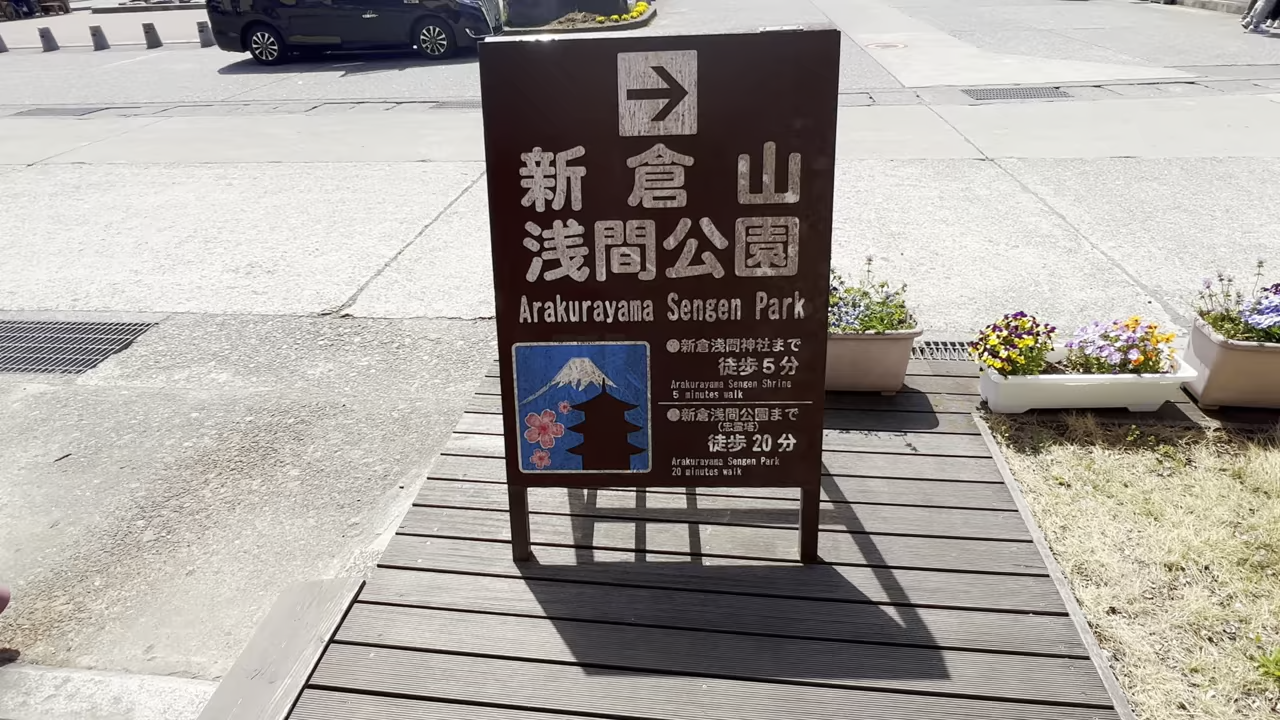 新倉山
浅間公園
Arakurayama Sengen Park
●新倉浅間神社まで
徒歩5分
Arakurayama Sengen Shrine
5 minutes walk
●新倉浅間公園まで
(忠霊塔)
徒歩20分
Arakurayama Sengen Park
20 minutes walk